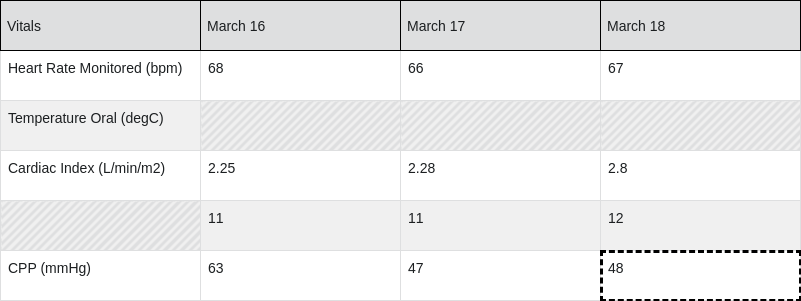 Vitals March 16 March 17 March 18
Heart Rate Monitored (bpm) 68 66 67
Temperature Oral (degC)
Cardiac Index (L/min/m2) 2.25 2.28 2.8
11 11 12
CPP (mmHg) 63 47 48